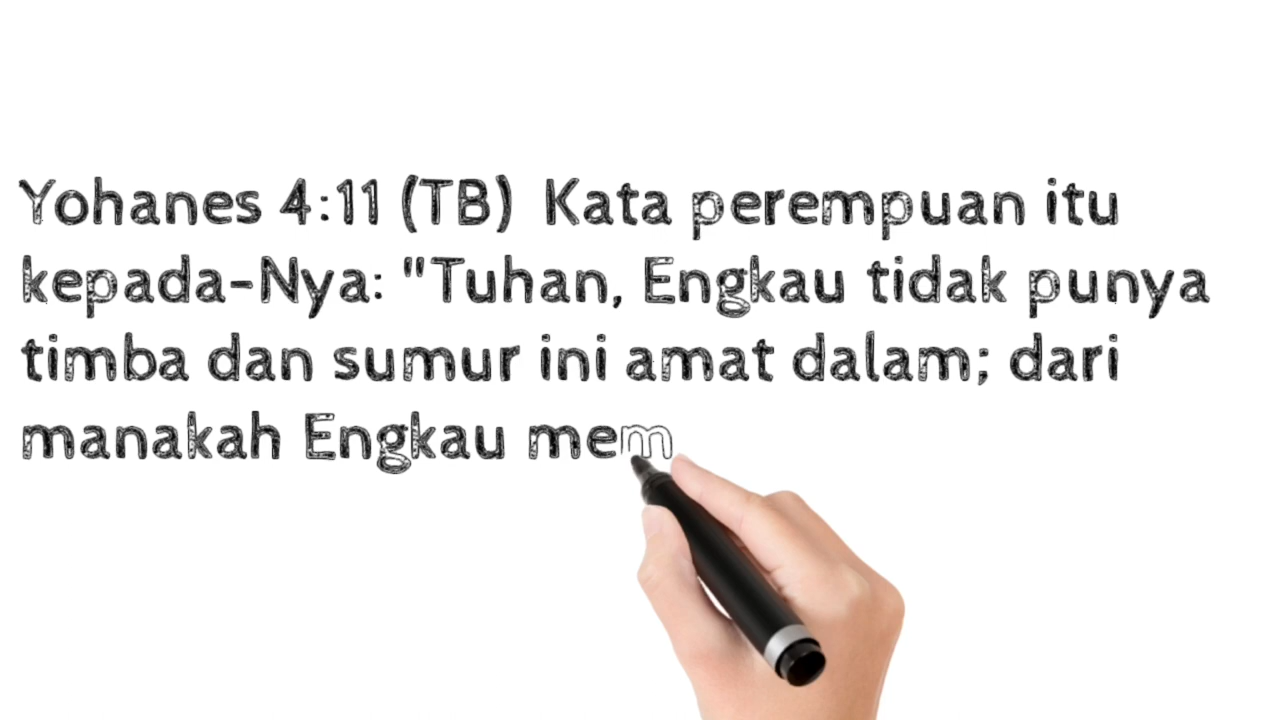 Yohanes 4:11 (TB) Kata perempuan itu
kepada-Nya: "Tuhan, Engkau tidak punya
timba dan sumur ini amat dalam; dari
manakah Engkau mem